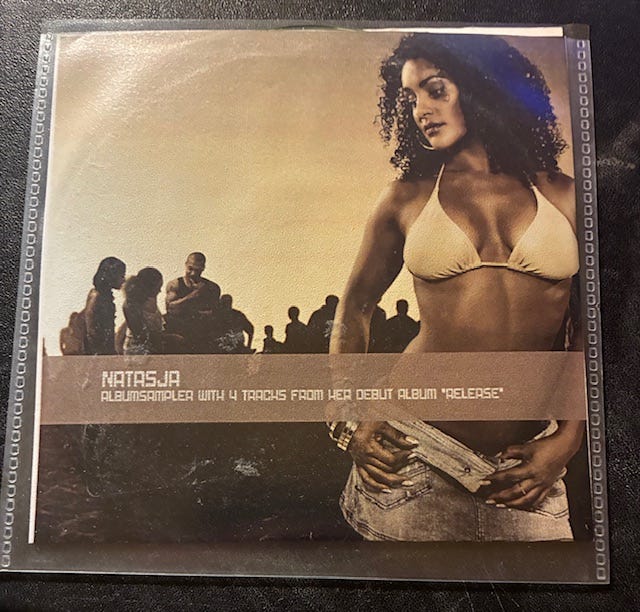 NATASJA
ALBUMSAMPLER WITH 4 TRACKS FROM HER DEBUT ALBUM "RELEASE"